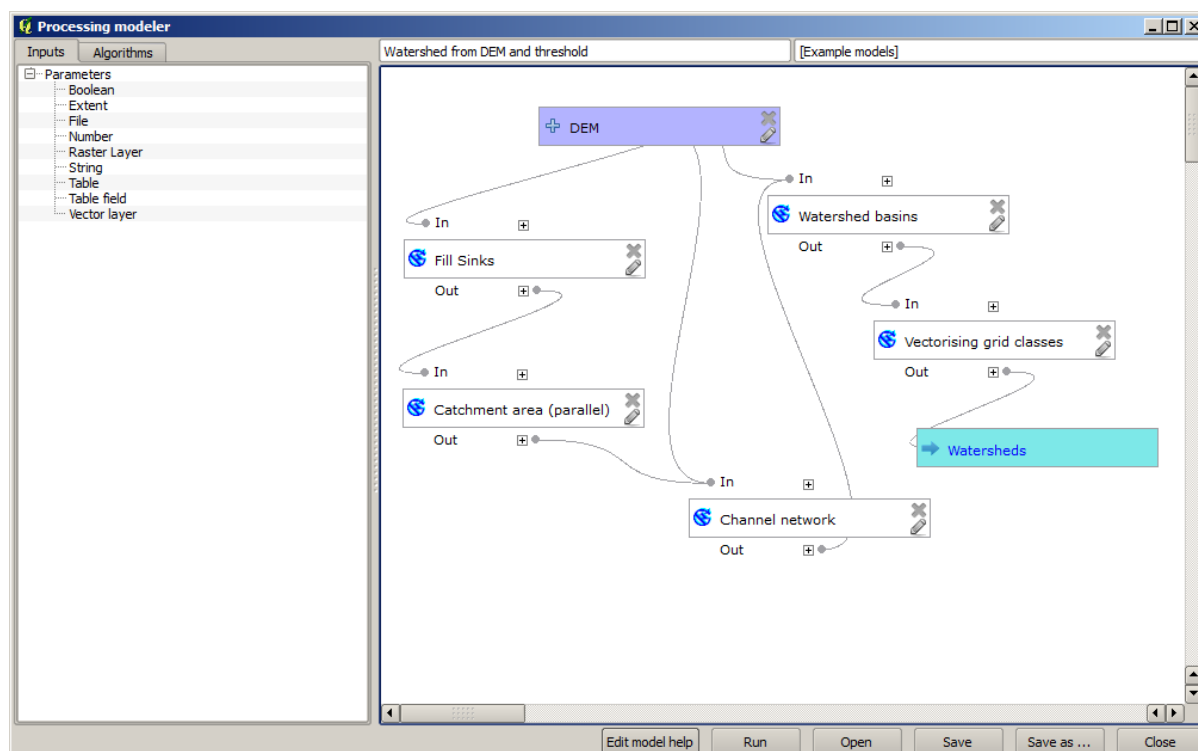 Processing modeler
Inputs
Algorithms
Parameters
Boolean
Extent
File
Number
Raster Layer
String
Table
Table field
Vector layer
Watershed from DEM and threshold
[Example models]
DEM
In
Watershed basins
Out
In
Fill Sinks
Out
In
Vectorising grid classes
Out
In
Catchment area (parallel)
Out
Watersheds
In
Channel network
Out
Edit model help
Run
Open
Save
Save as ...
Close